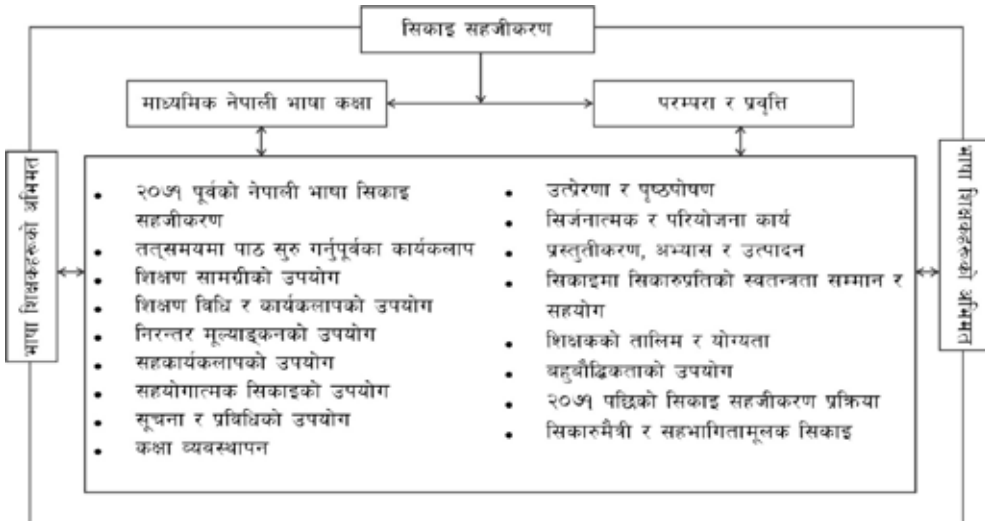 सिकाइ सहजीकरण
माध्यमिक नेपाली भाषा कक्षा
परम्परा र प्रवृत्ति
भाषा शिक्षकहरूको अभिमत
• २०७१ पूर्वको नेपाली भाषा सिकाइ
सहजीकरण
• तत्समयमा पाठ सुरु गर्नुपूर्वका कार्यकलाप
• शिक्षण सामग्रीको उपयोग
• शिक्षण विधि र कार्यकलापको उपयोग
• निरन्तर मूल्याङ्कनको उपयोग
• सहकार्यकलापको उपयोग
• सहयोगात्मक सिकाइको उपयोग
• सूचना र प्रविधिको उपयोग
• कक्षा व्यवस्थापन
• उत्प्रेरणा र पृष्ठपोषण
• सिर्जनात्मक र परियोजना कार्य
• प्रस्तुतीकरण, अभ्यास र उत्पादन
• सिकाइमा सिकारुप्रतिको स्वतन्त्रता सम्मान र
सहयोग
• शिक्षकको तालिम र योग्यता
• बहुबौद्धिकताको उपयोग
• २०७१ पछिको सिकाइ सहजीकरण प्रक्रिया
• सिकारुमैत्री र सहभागितामूलक सिकाइ
भाषा शिक्षकहरूको अभिमत